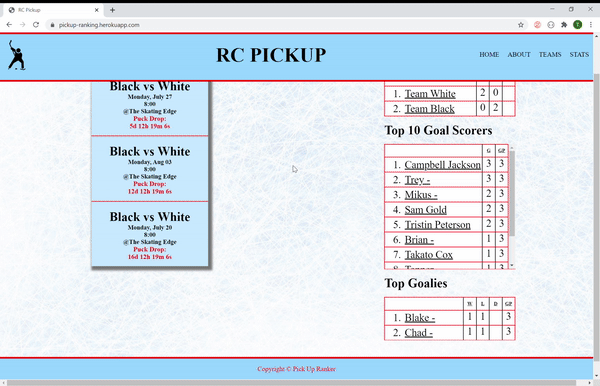 RC Pickup
pickup-ranking.herokuapp.com
RC PICKUP
HOME ABOUT TEAMS STATS
Black vs White
Monday, July 27
8:00
@The Skating Edge
Puck Drop:
5d 12h 19m 6s
Black vs White
Monday, Aug 03
8:00
@The Skating Edge
Puck Drop:
12d 12h 19m 6s
Black vs White
Monday, July 20
8:00
@The Skating Edge
Puck Drop:
16d 12h 19m 6s
1. Team White 2 0
2. Team Black 0 2
Top 10 Goal Scorers
G GP
1. Campbell Jackson 3 3
2. Trey - 3 3
3. Mikus - 2 3
4. Sam Gold 2 3
5. Tristin Peterson 2 3
6. Brian - 1 3
7. Takato Cox 1 3
8. Tanner 1 3
Top Goalies
W L D GP
1. Blake - 1 1 3
2. Chad - 1 1 3
Copyright © Pick Up Ranker